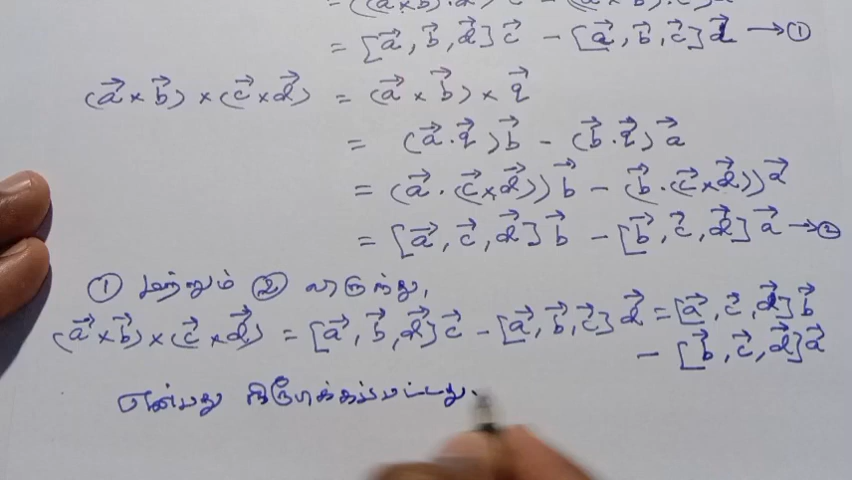 = ((a⃗ × b⃗) · d⃗) c⃗ − ((a⃗ × b⃗) · c⃗) d⃗
= [a⃗, b⃗, d⃗] c⃗ − [a⃗, b⃗, c⃗] d⃗ → ①
(a⃗ × b⃗) × (c⃗ × d⃗) = (a⃗ × b⃗) × q⃗
= (a⃗ · q⃗) b⃗ − (b⃗ · q⃗) a⃗
= (a⃗ · (c⃗ × d⃗)) b⃗ − (b⃗ · (c⃗ × d⃗)) a⃗
= [a⃗, c⃗, d⃗] b⃗ − [b⃗, c⃗, d⃗] a⃗ → ②
① மற்றும் ② லிருந்து,
(a⃗ × b⃗) × (c⃗ × d⃗) = [a⃗, b⃗, d⃗] c⃗ − [a⃗, b⃗, c⃗] d⃗ = [a⃗, c⃗, d⃗] b⃗
− [b⃗, c⃗, d⃗] a⃗
என்பது நிரூபிக்கப்பட்டது.